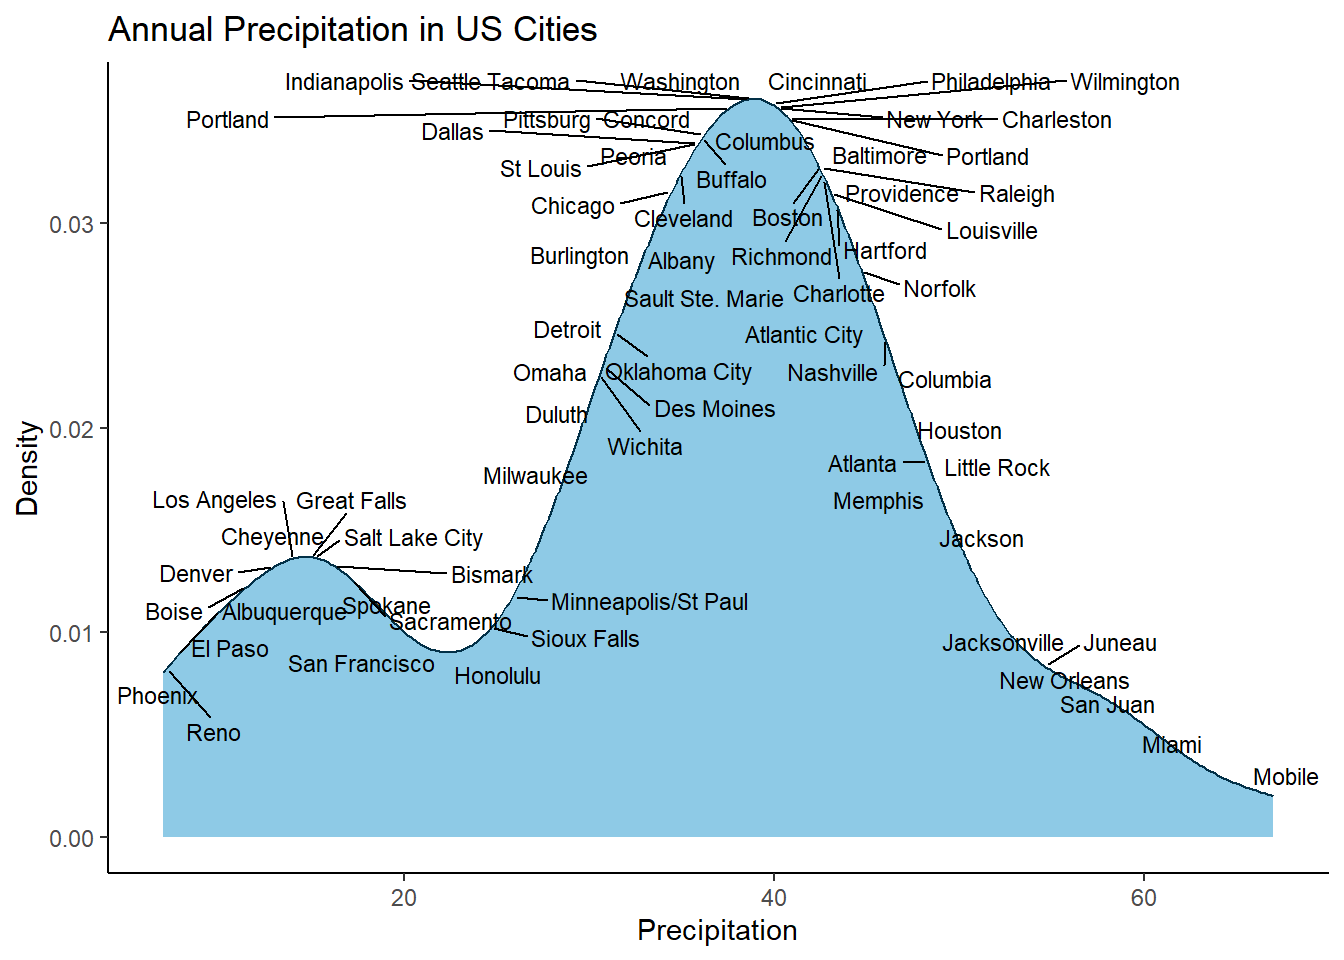 Annual Precipitation in US Cities
Indianapolis Seattle Tacoma Washington Cincinnati Philadelphia Wilmington
Portland Pittsburg Concord New York Charleston
Dallas Columbus
St Louis Peoria Buffalo Baltimore Portland
Chicago Cleveland Boston Providence Raleigh
Louisville
Burlington Albany Richmond Hartford
Sault Ste. Marie Charlotte Norfolk
Detroit Atlantic City
Omaha Oklahoma City Nashville Columbia
Duluth Des Moines
Wichita Houston
Milwaukee Atlanta Little Rock
Los Angeles Great Falls Memphis
Cheyenne Salt Lake City Jackson
Denver Bismark
Boise Albuquerque Spokane Minneapolis/St Paul
Sacramento
El Paso San Francisco Sioux Falls Jacksonville Juneau
Phoenix Honolulu New Orleans
San Juan
Reno Miami
Mobile
0.03
0.02
0.01
0.00
Density
20 40 60
Precipitation